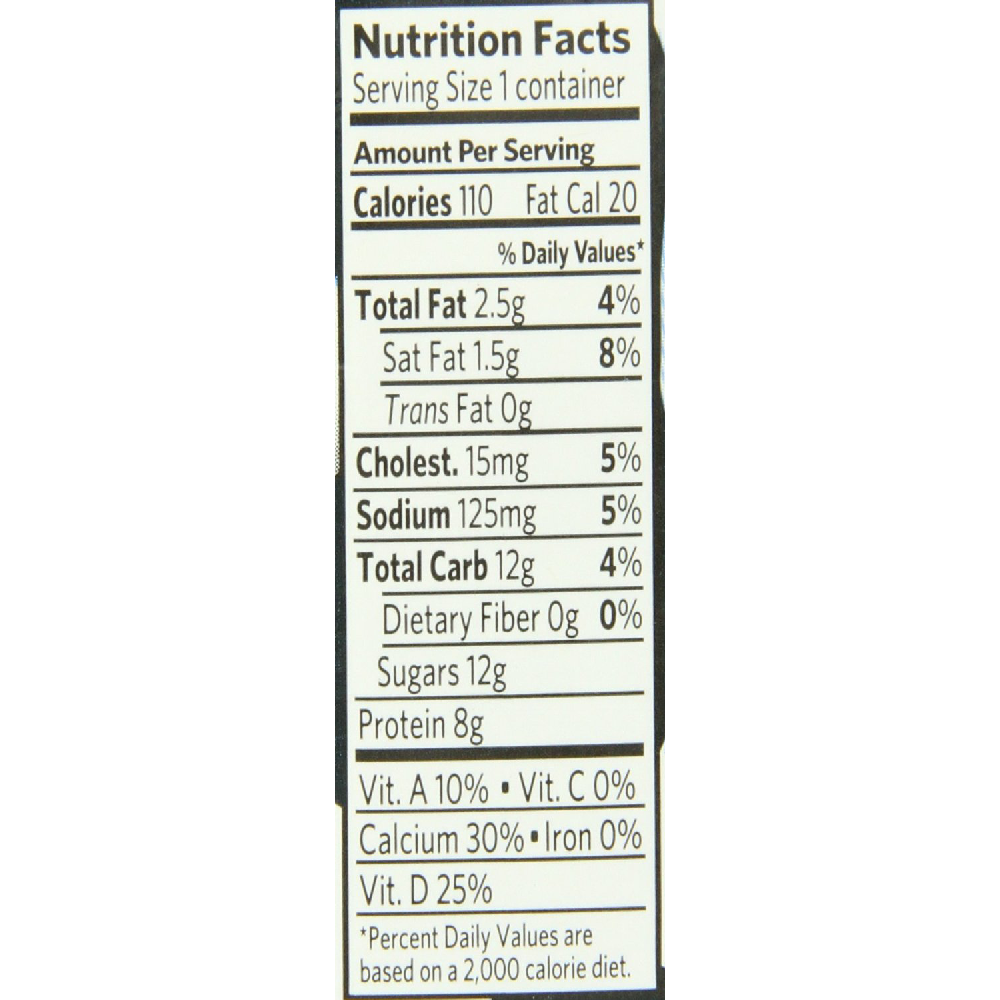 Nutrition Facts
Serving Size 1 container
Amount Per Serving
Calories 110 Fat Cal 20
% Daily Values*
Total Fat 2.5g 4%
Sat Fat 1.5g 8%
Trans Fat 0g
Cholest. 15mg 5%
Sodium 125mg 5%
Total Carb 12g 4%
Dietary Fiber 0g 0%
Sugars 12g
Protein 8g
Vit. A 10% ▪ Vit. C 0%
Calcium 30% ▪ Iron 0%
Vit. D 25%
*Percent Daily Values are
based on a 2,000 calorie diet.